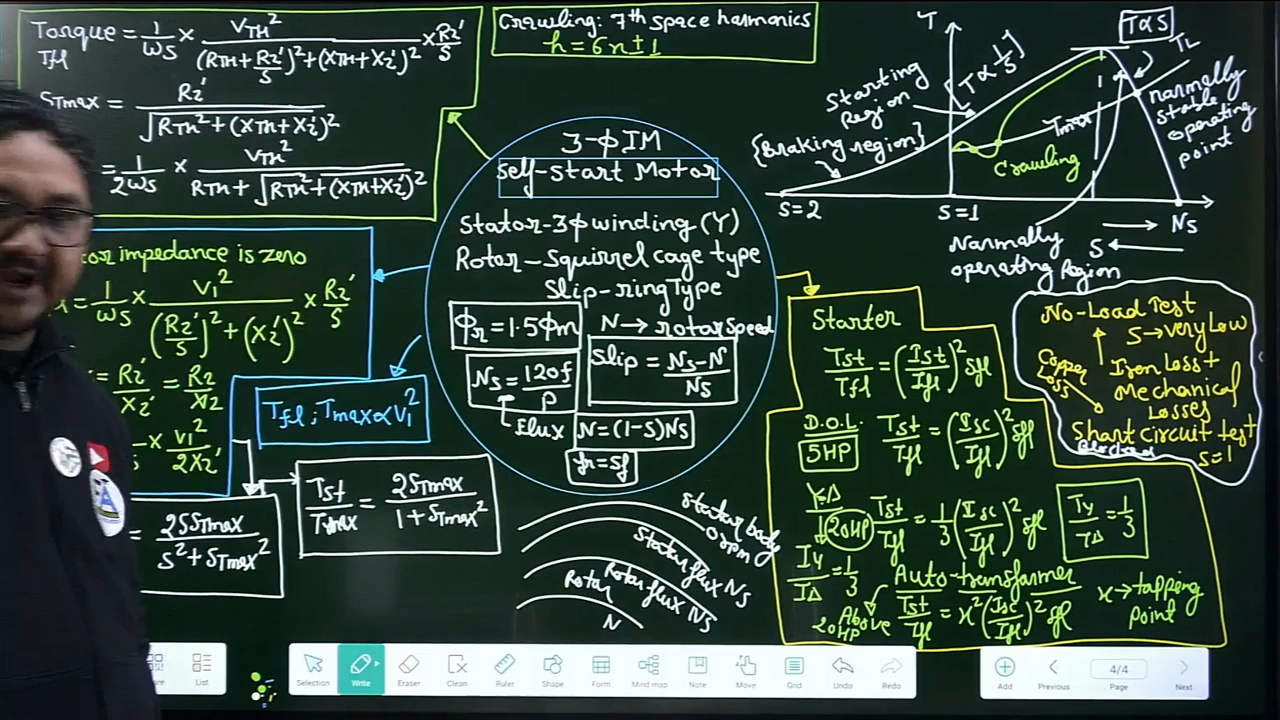 Torque = 1/ωs × VTH²/((RTH+R2'/S)²+(XTH+X2')²) × R2'/S
Tfl
STmax = R2'/√(RTH²+(XTH+X2')²)
= 1/2ωs × VTH²/(RTH+√(RTH²+(XTH+X2')²)
Crawling: 7th space harmonics
h = 6n±1
T
TαS
TL
Tα1/S
Starting
Region
{Braking region}
Tmax
Crawling
Normally
stable
operating
point
S=2
S=1
Ns
S
Normally
operating Region
3-ΦIM
Self-start Motor
Stator-3Φ winding (Y)
Rotor-Squirrel cage type
Slip-ring Type
Φr = 1.5Φm
N → rotor speed
Ns = 120f/P
Slip = Ns-N/Ns
flux
N=(1-S)Ns
fr=Sf
impedance is zero
= 1/ωs × V1²/((R2'/S)²+(X2')²) × R2'/S
= R2'/X2' = R2/X2
× V1²/2X2'
Tfl; Tmax α V1²
= 2SSTmax/S²+STmax²
Tst/Tmax = 2STmax/1+STmax²
Stator body
0 rpm
Stator flux Ns
Rotor flux Ns
Rotor
N
Starter
Tst/Tfl = (Ist/Ifl)² Sfl
D.O.L.
5HP
Tst/Tfl = (Isc/Ifl)² Sfl
Y-Δ
20HP
Tst/Tfl = 1/3 (Isc/Ifl)² Sfl
TY/TΔ = 1/3
IY/IΔ = 1/3
Auto-transformer
Above
20HP
Tst/Tfl = x² (Isc/Ifl)² Sfl
x → tapping
point
No-Load Test
S → very Low
Copper
Loss
Iron Loss +
Mechanical
Losses
Short Circuit test
Blocked
S=1
List
Selection
Write
Eraser
Clean
Ruler
Shape
Form
Mind map
Note
Move
Grid
Undo
Redo
Add
Previous
4/4
Page
Next